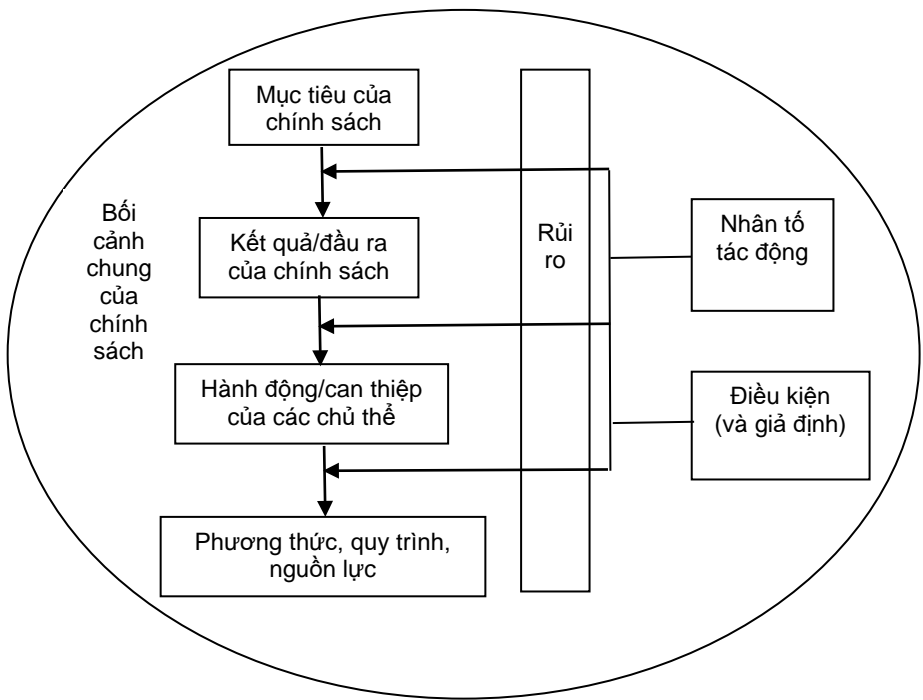 Mục tiêu của
chính sách
Bối
cảnh
chung
của
chính
sách
Kết quả/đầu ra
của chính sách
Hành động/can thiệp
của các chủ thể
Phương thức, quy trình,
nguồn lực
Rủi
ro
Nhân tố
tác động
Điều kiện
(và giả định)